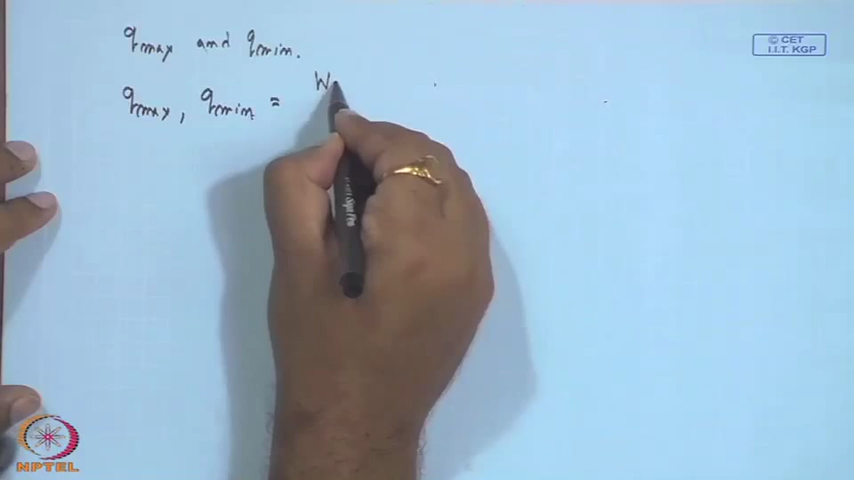 qmax and qmin.
© CET
I.I.T. KGP
qmax, qmin = W
NPTEL